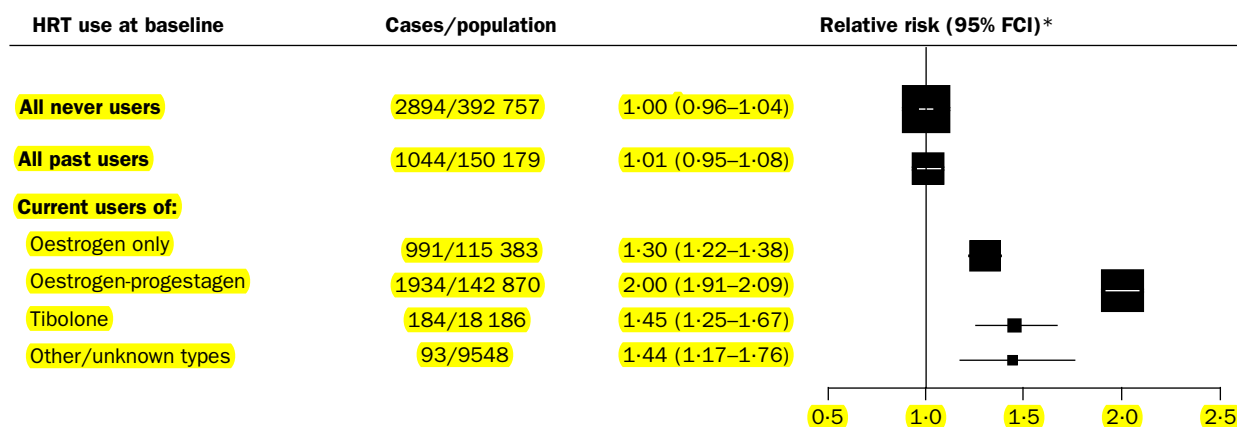 HRT use at baseline Cases/population Relative risk (95% FCI)*
All never users 2894/392 757 1·00 (0·96–1·04)
All past users 1044/150 179 1·01 (0·95–1·08)
Current users of:
Oestrogen only 991/115 383 1·30 (1·22–1·38)
Oestrogen-progestagen 1934/142 870 2·00 (1·91–2·09)
Tibolone 184/18 186 1·45 (1·25–1·67)
Other/unknown types 93/9548 1·44 (1·17–1·76)
0·5 1·0 1·5 2·0 2·5